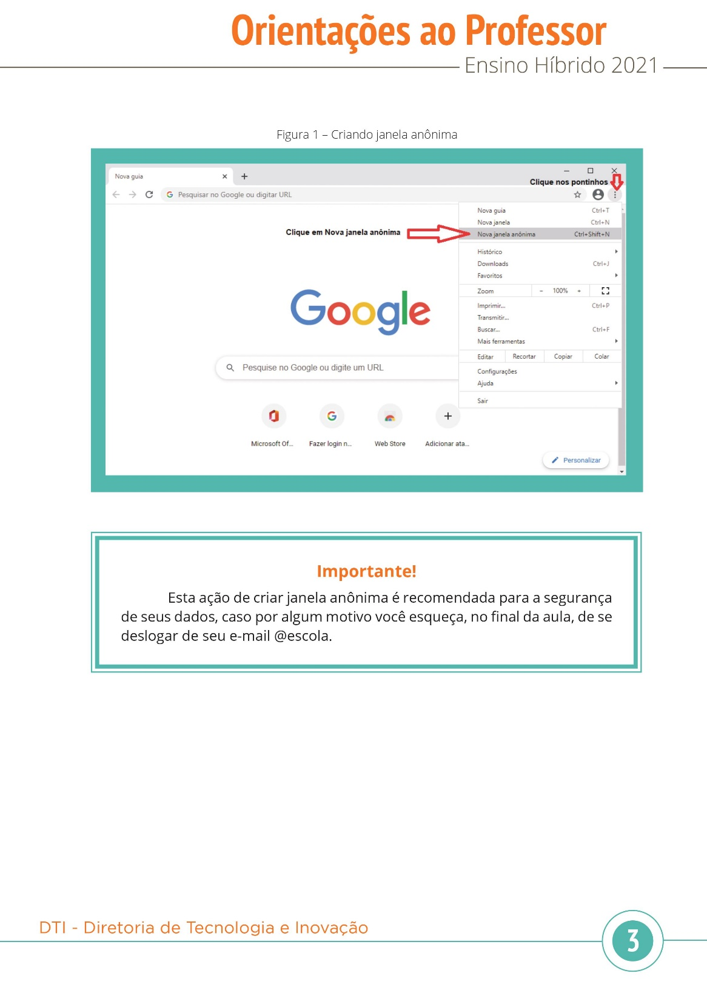 Orientações ao Professor
Ensino Híbrido 2021
Figura 1 – Criando janela anônima
Nova guia
Clique nos pontinhos
Pesquisar no Google ou digitar URL
Nova guia Ctrl+T
Nova janela Ctrl+N
Clique em Nova janela anônima
Nova janela anônima Ctrl+Shift+N
Histórico
Downloads Ctrl+J
Favoritos
Zoom - 100% +
Imprimir... Ctrl+P
Transmitir...
Buscar... Ctrl+F
Mais ferramentas
Editar Recortar Copiar Colar
Configurações
Ajuda
Sair
Google
Pesquise no Google ou digite um URL
Microsoft Of... Fazer login n... Web Store Adicionar ata...
Personalizar
Importante!
Esta ação de criar janela anônima é recomendada para a segurança
de seus dados, caso por algum motivo você esqueça, no final da aula, de se
deslogar de seu e-mail @escola.
DTI - Diretoria de Tecnologia e Inovação
3